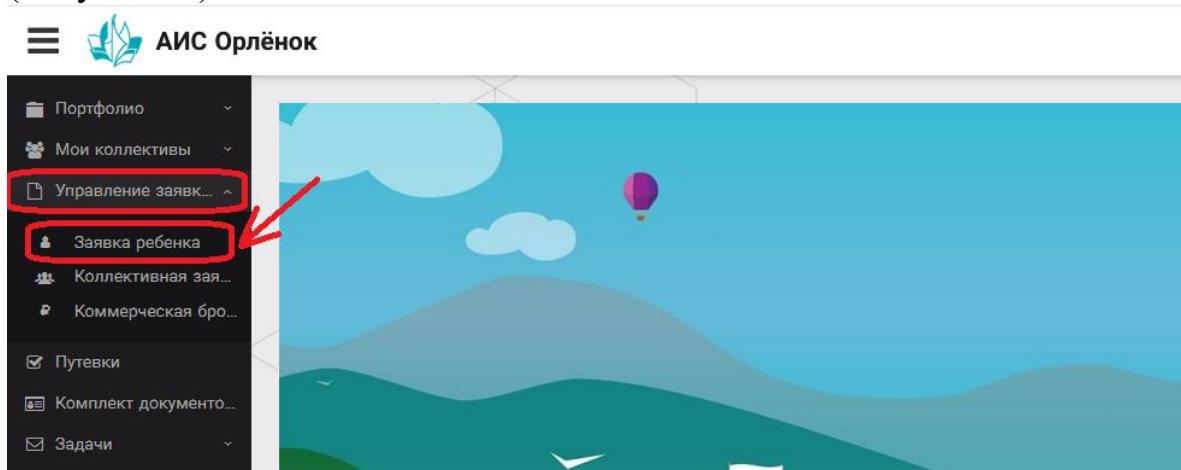 АИС Орлёнок
Портфолио
Мои коллективы
Управление заявк...
Заявка ребенка
Коллективная зая...
Коммерческая бро...
Путевки
Комплект документо...
Задачи